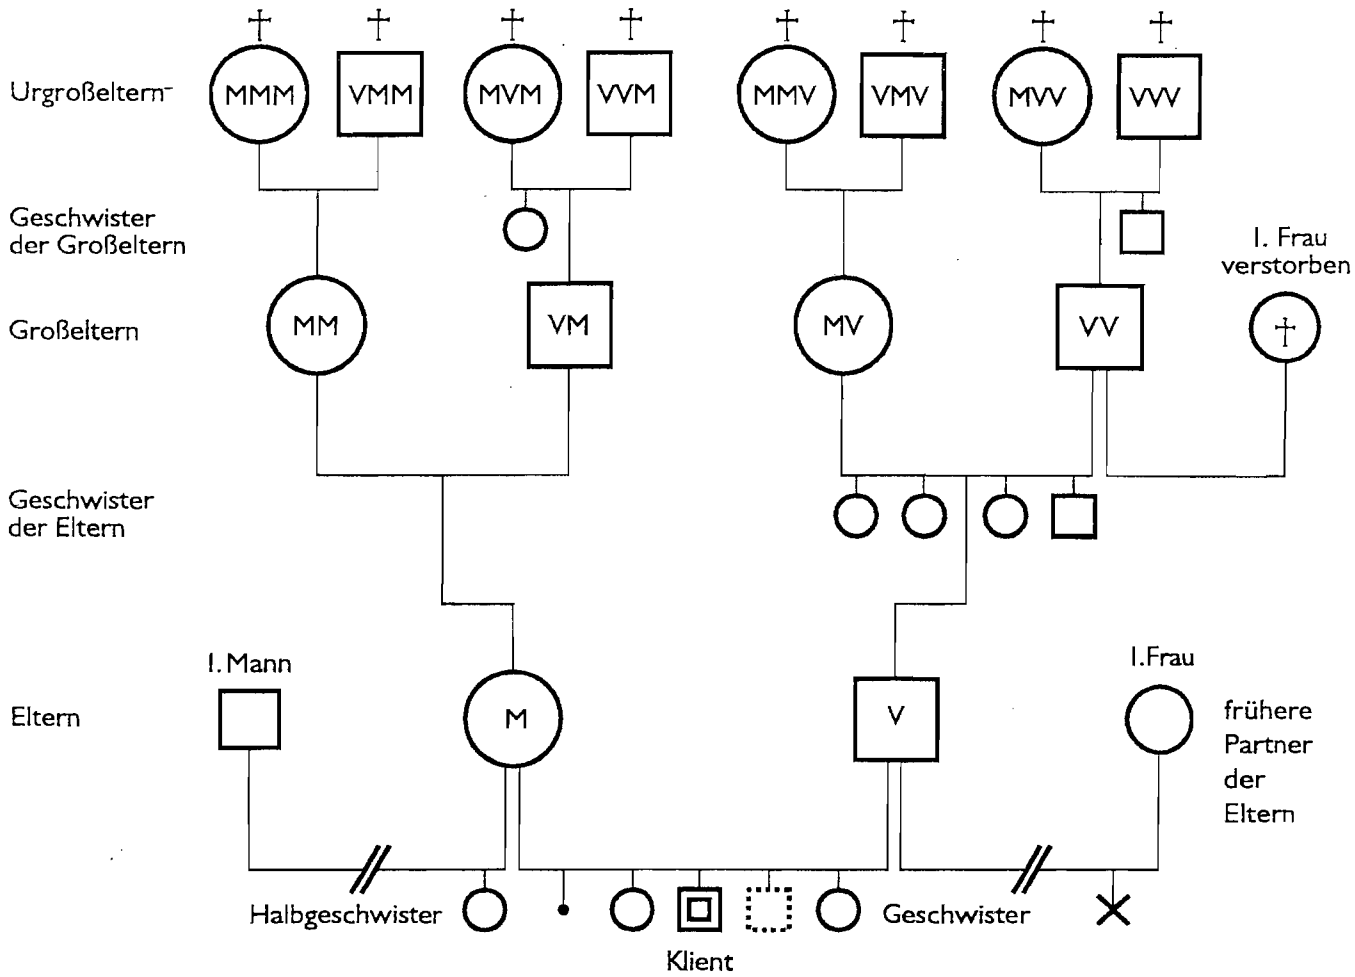 Urgroßeltern
MMM VMM MVM VVM MMV VMV MVV VVV
Geschwister
der Großeltern
1. Frau
verstorben
Großeltern
MM VM MV VV
Geschwister
der Eltern
1. Mann
1. Frau
Eltern
M V
frühere
Partner
der
Eltern
Halbgeschwister
Geschwister
Klient